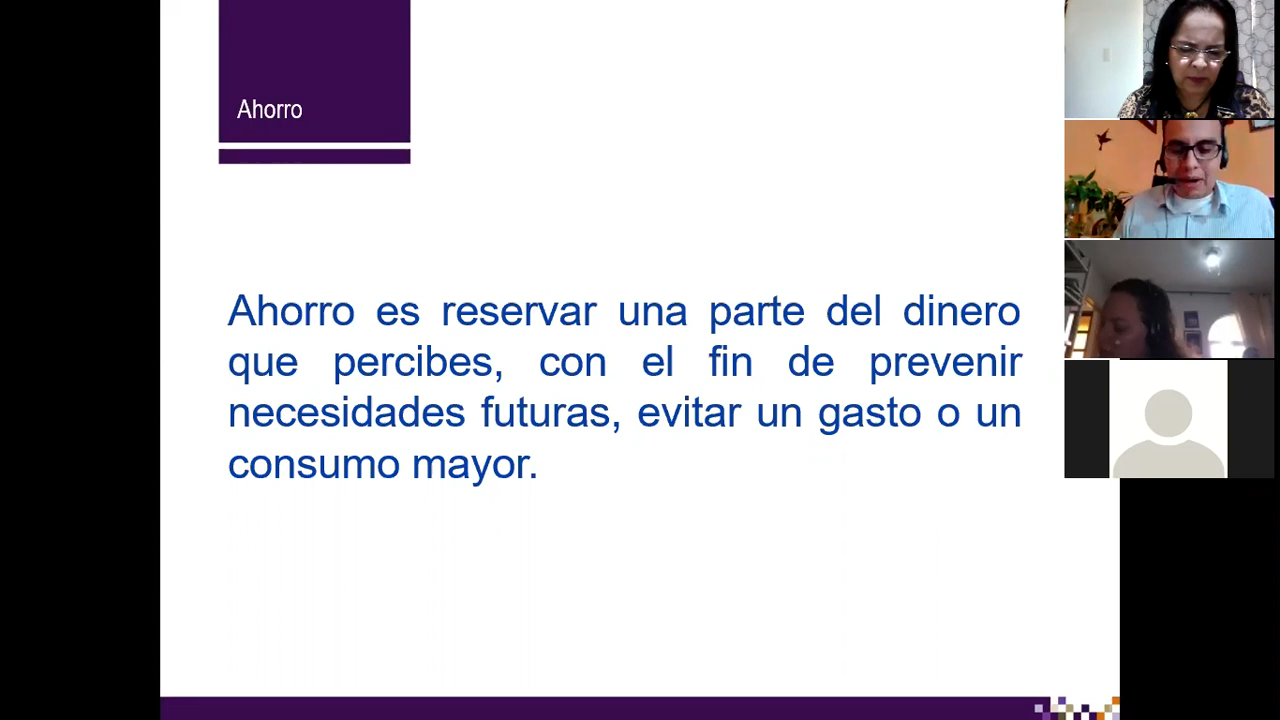 Ahorro
Ahorro es reservar una parte del dinero
que percibes, con el fin de prevenir
necesidades futuras, evitar un gasto o un
consumo mayor.